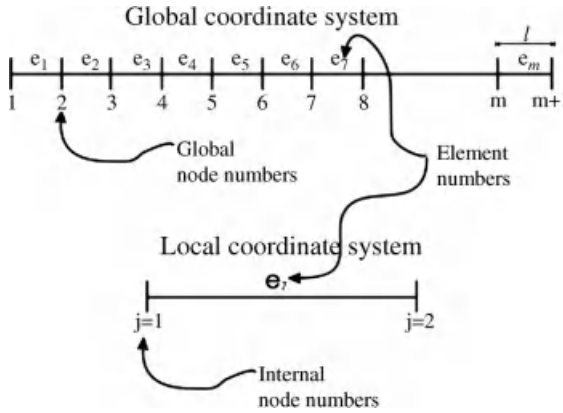 Global coordinate system
l
e1 e2 e3 e4 e5 e6 e7 em
1 2 3 4 5 6 7 8 m m+
Global
node numbers
Element
numbers
Local coordinate system
e7
j=1 j=2
Internal
node numbers